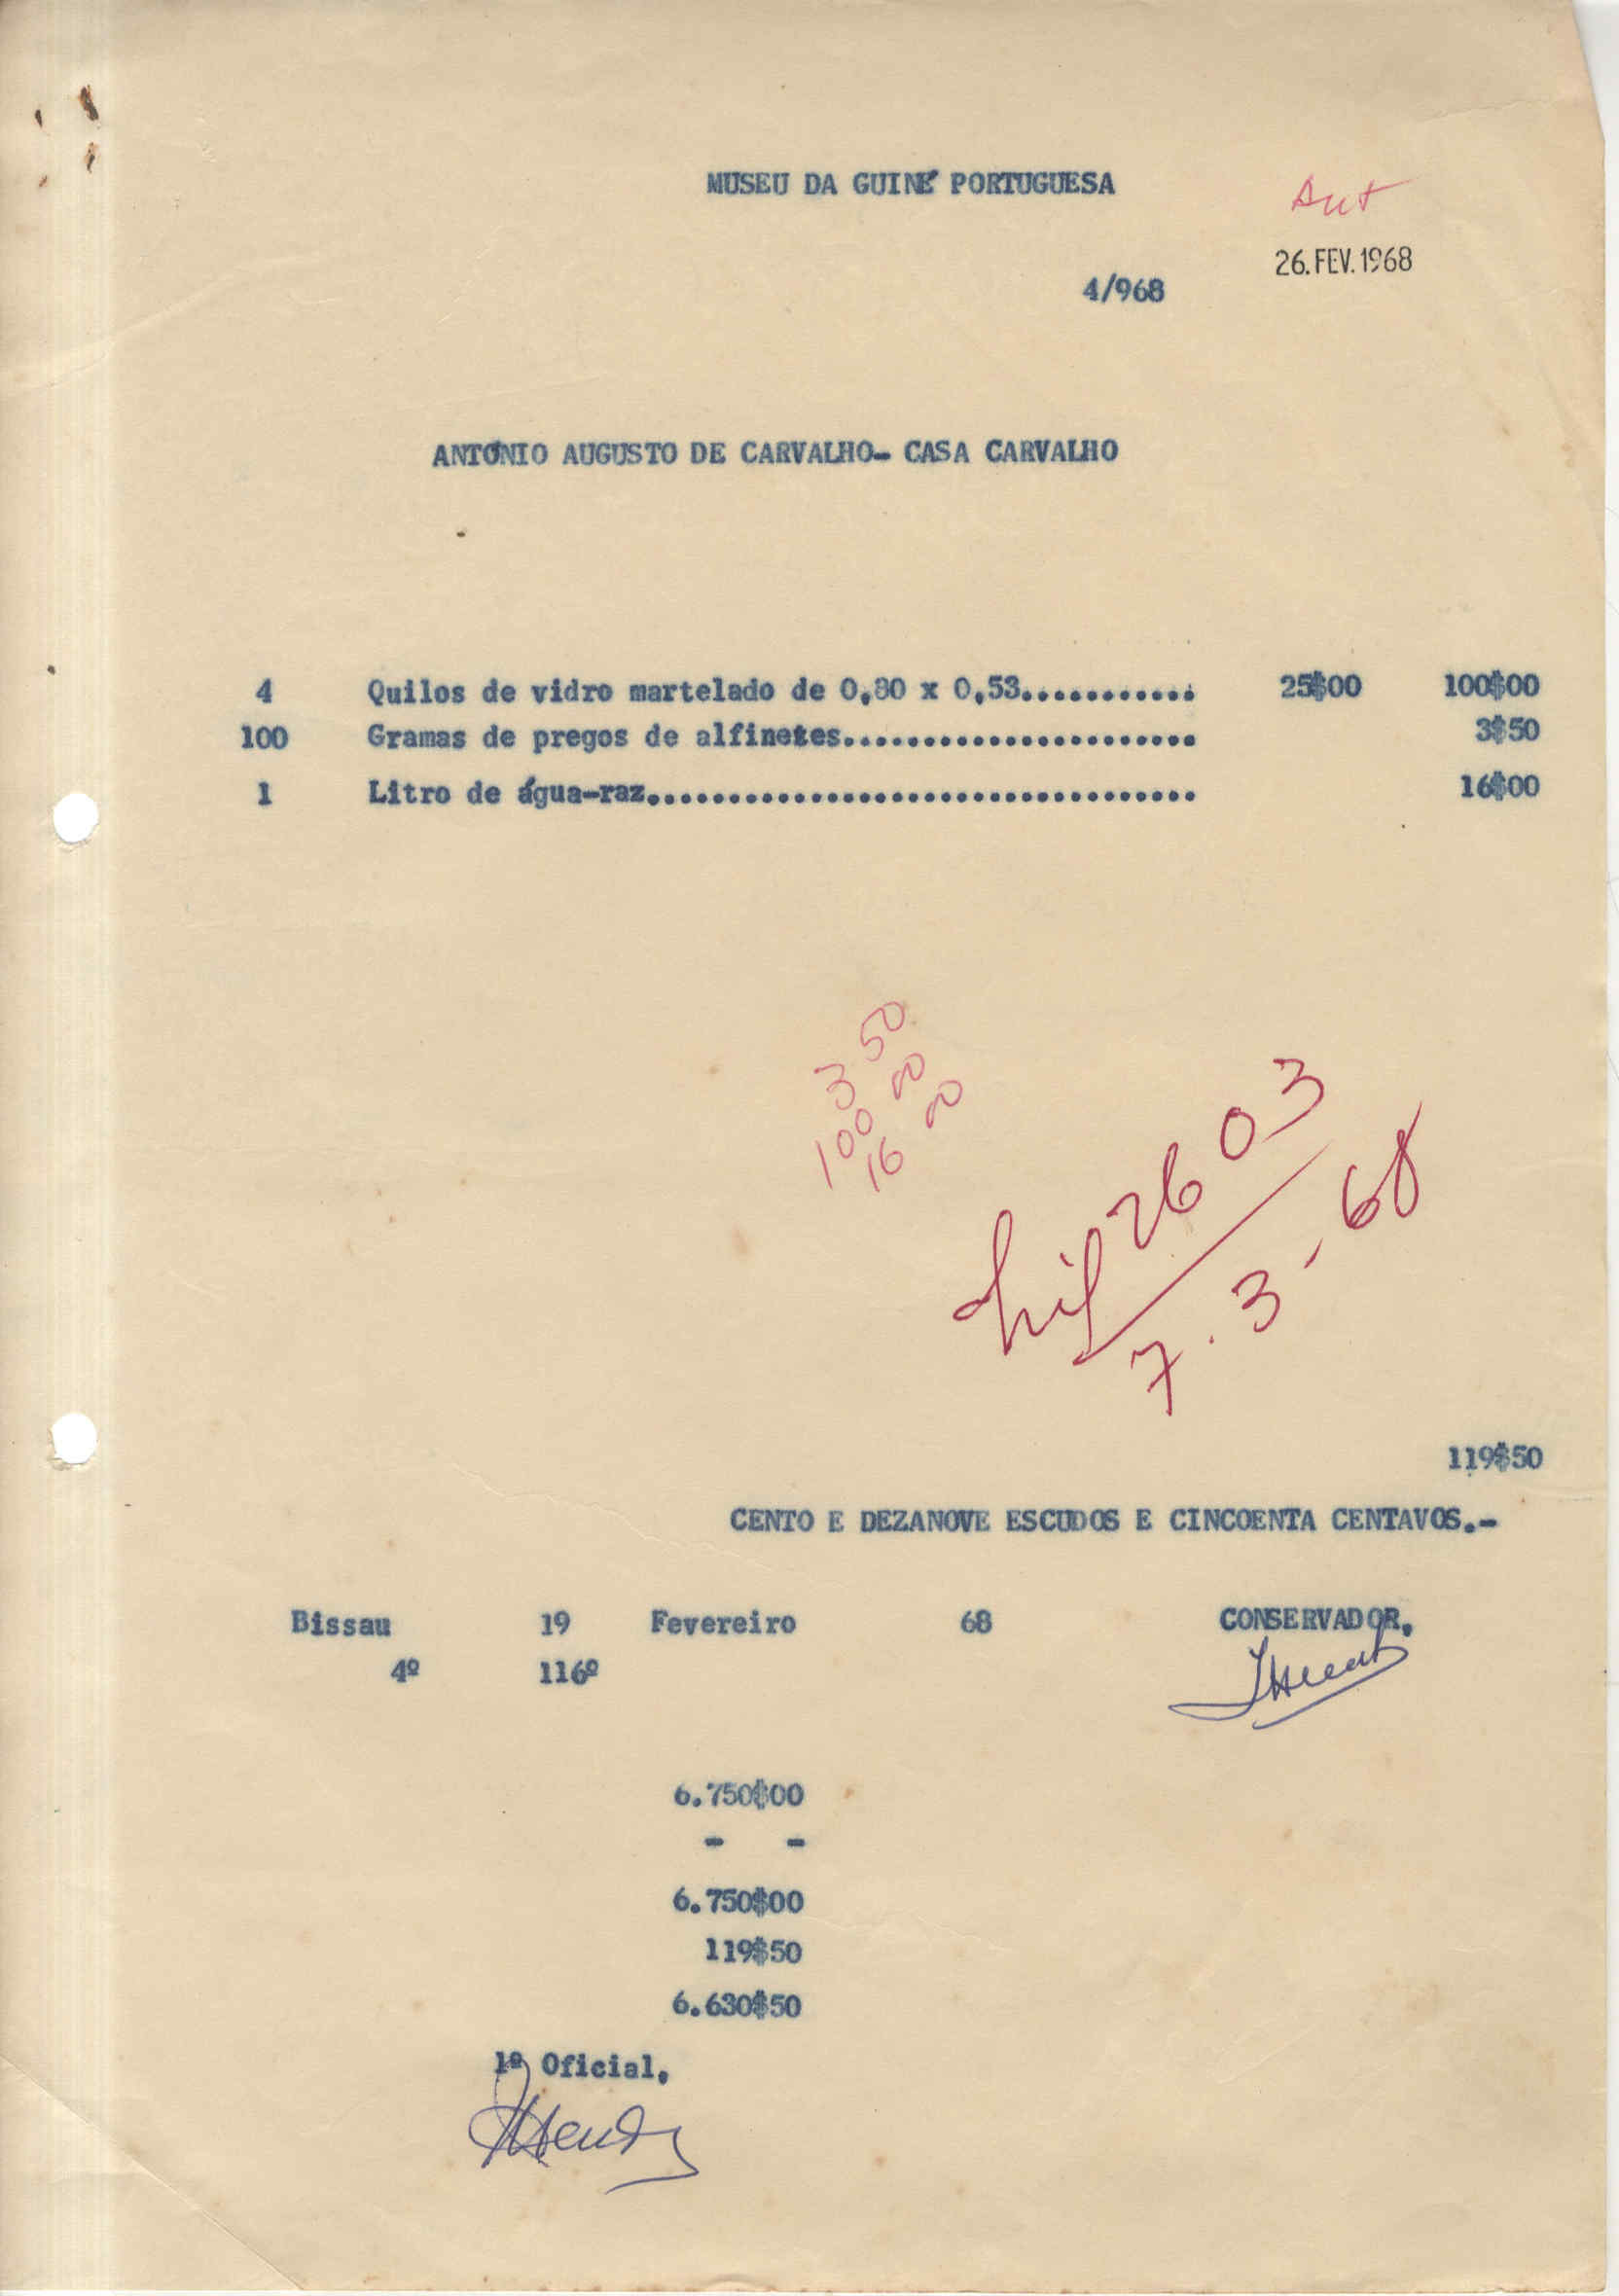 MUSEU DA GUINÉ PORTUGUESA
Aut
26.FEV.1968
4/968
ANTÓNIO AUGUSTO DE CARVALHO- CASA CARVALHO
4 Quilos de vidro martelado de 0,80 x 0,53........... 25$00 100$00
100 Gramas de pregos de alfinetes...................... 3$50
1 Litro de água-raz.................................. 16$00
3 50
100 00
16 00
2603
7.3-68
119$50
CENTO E DEZANOVE ESCUDOS E CINCOENTA CENTAVOS.-
Bissau 19 Fevereiro 68 CONSERVADOR,
4º 116º
6.750$00
- -
6.750$00
119$50
6.630$50
1º Oficial,